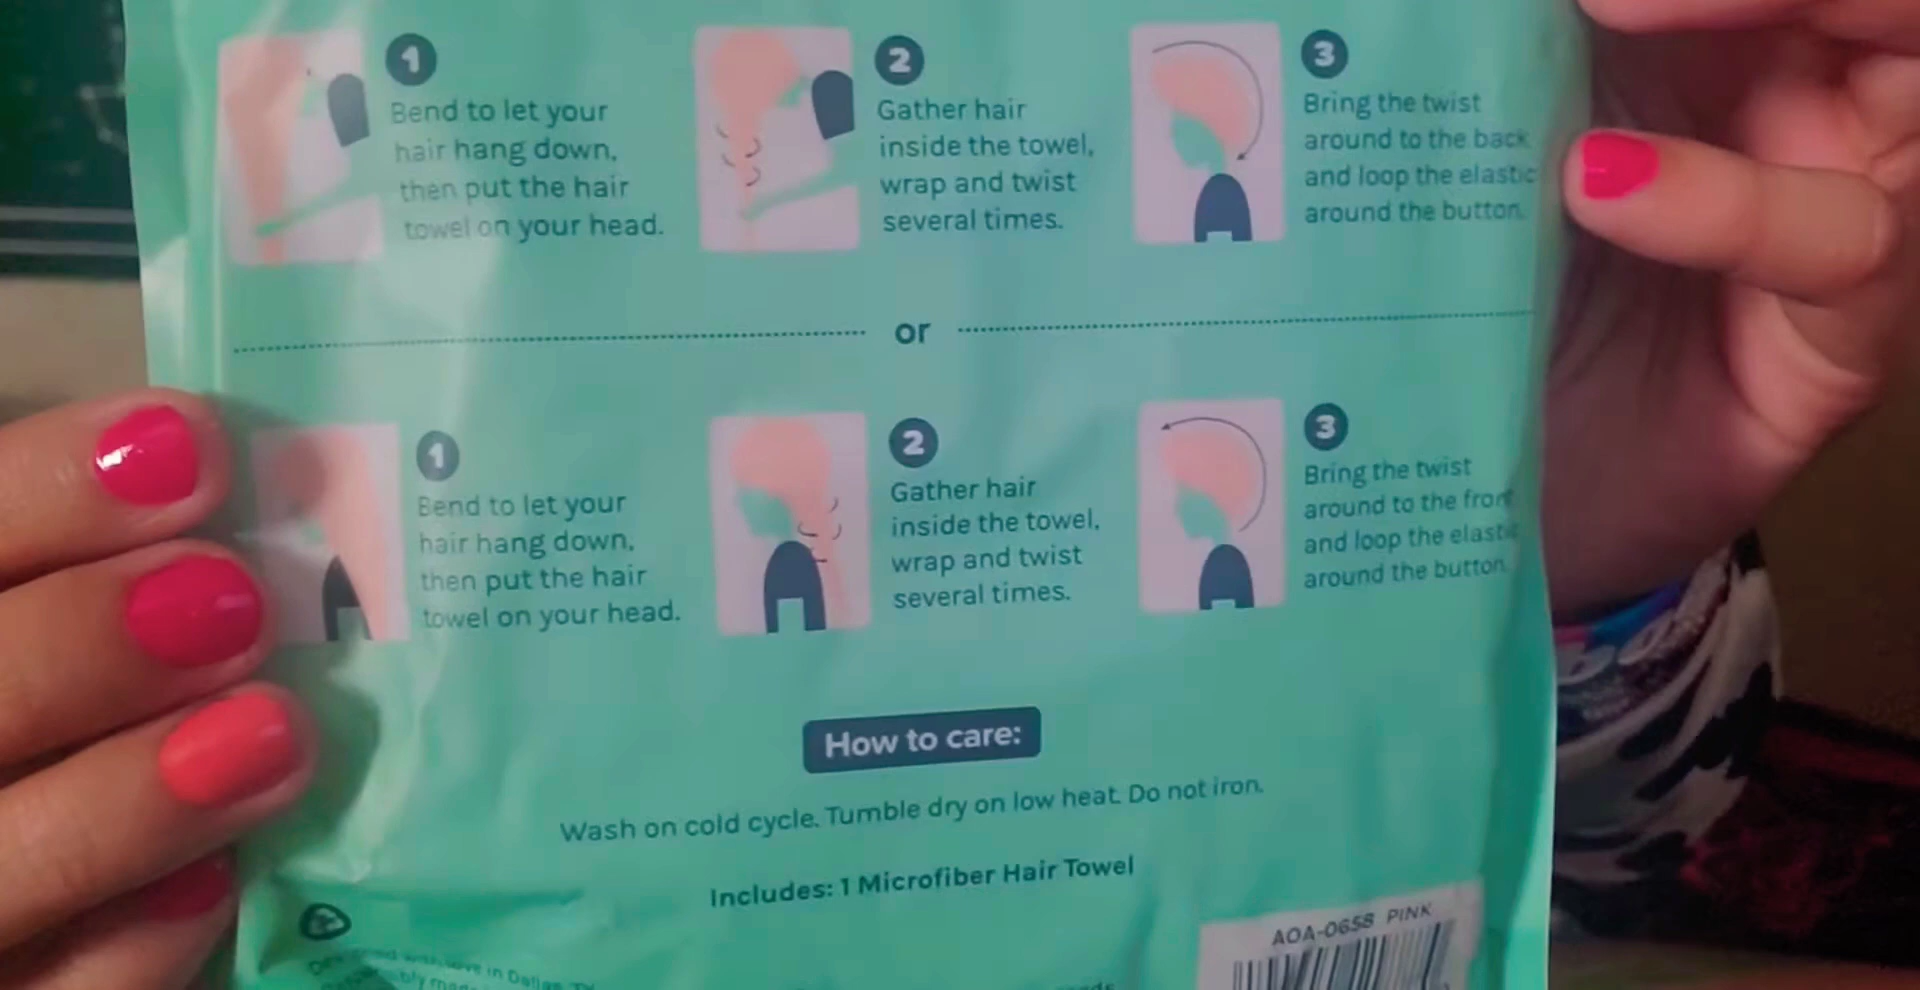 1
Bend to let your
hair hang down,
then put the hair
towel on your head.
2
Gather hair
inside the towel,
wrap and twist
several times.
3
Bring the twist
around to the back
and loop the elastic
around the button.
or
1
Bend to let your
hair hang down,
then put the hair
towel on your head.
2
Gather hair
inside the towel,
wrap and twist
several times.
3
Bring the twist
around to the front
and loop the elastic
around the button.
How to care:
Wash on cold cycle. Tumble dry on low heat. Do not iron.
Includes: 1 Microfiber Hair Towel
AOA-0658 PINK
in Dallas, TX